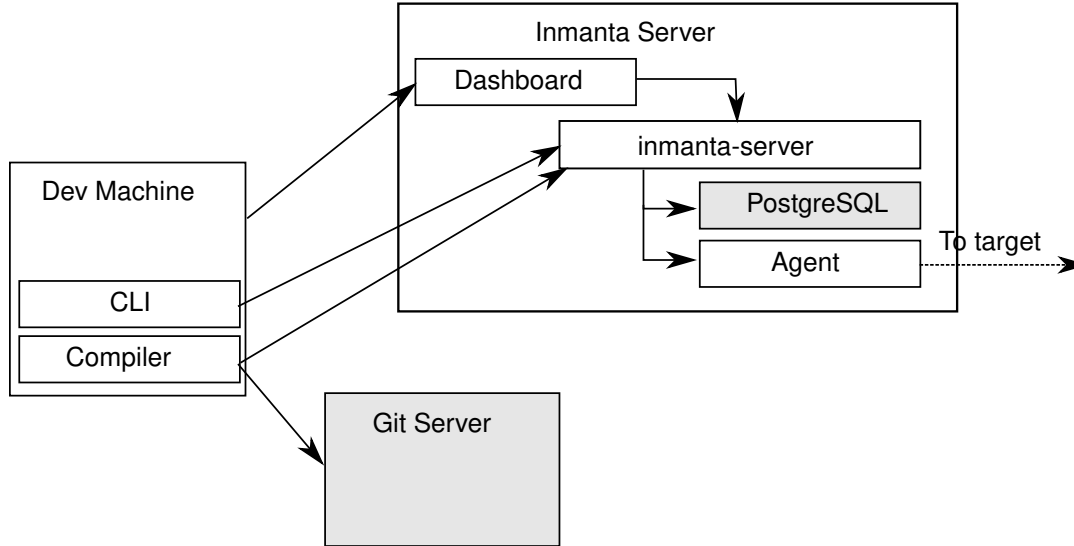 Inmanta Server
Dashboard
inmanta-server
Dev Machine
PostgreSQL
To target
Agent
CLI
Compiler
Git Server